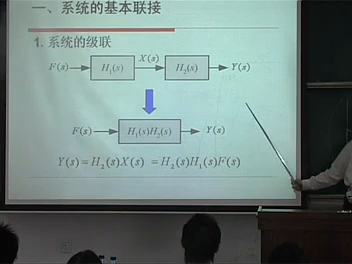 一、系统的基本联接
1. 系统的级联
F(s) H₁(s) X(s) H₂(s) Y(s)
F(s) H₁(s)H₂(s) Y(s)
Y(s)=H₂(s)X(s) =H₂(s)H₁(s)F(s)